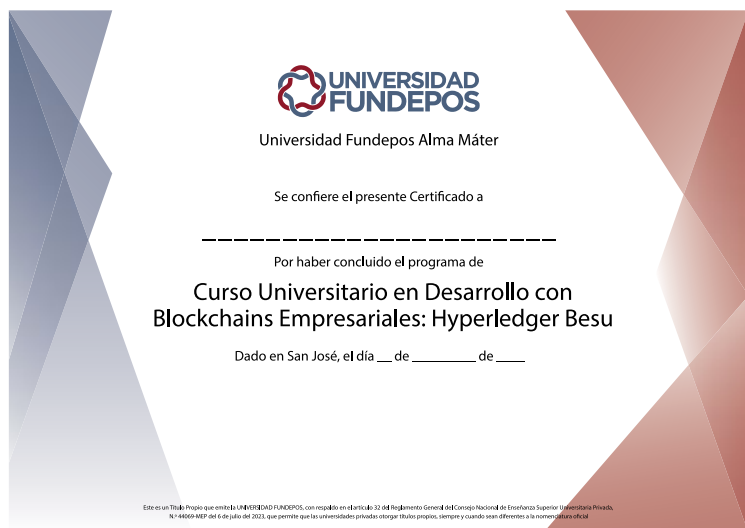 UNIVERSIDAD
FUNDEPOS
Universidad Fundepos Alma Máter
Se confiere el presente Certificado a
Por haber concluido el programa de
Curso Universitario en Desarrollo con
Blockchains Empresariales: Hyperledger Besu
Dado en San José, el día __ de ________ de ____
Este es un Título Propio que emite la UNIVERSIDAD FUNDEPOS, con respaldo en el artículo 32 del Reglamento General del Consejo Nacional de Enseñanza Superior Universitaria Privada,
N.º 44069-MEP del 6 de julio del 2023, que permite que las universidades privadas otorgar títulos propios, siempre y cuando sean diferentes a la nomenclatura oficial